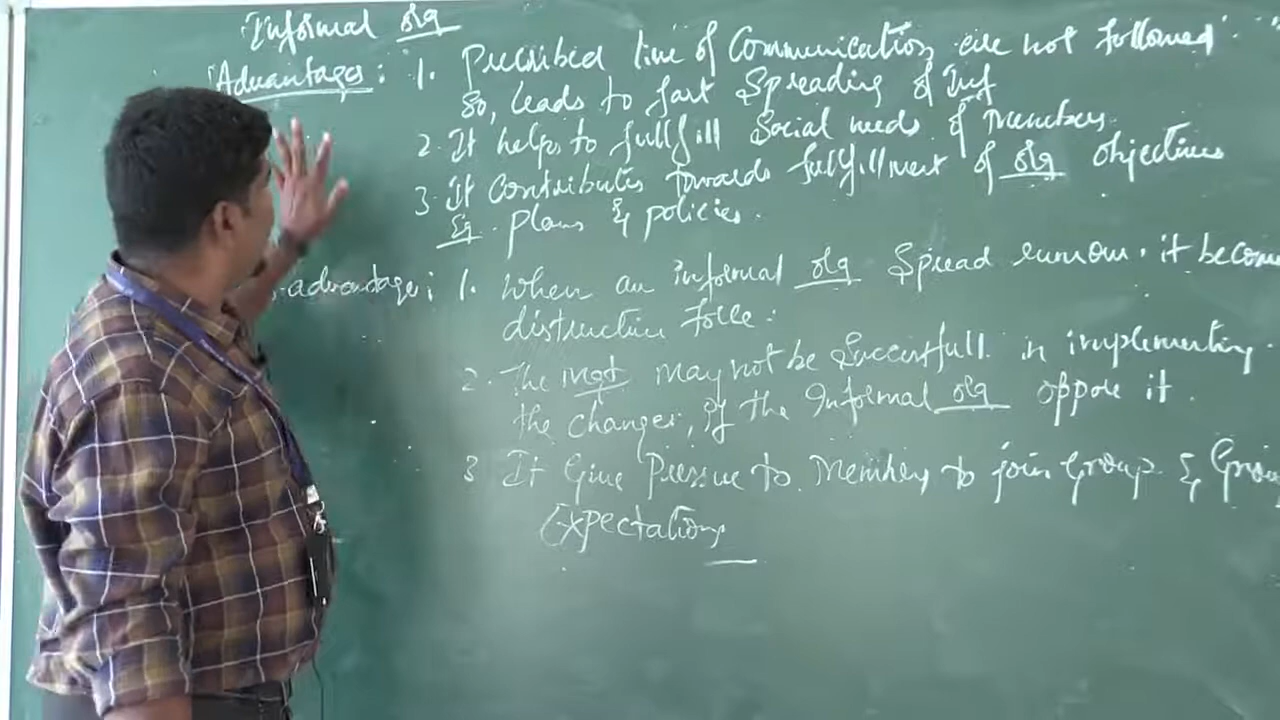 Informal org
Advantages: 1. Prescribed line of Communication are not followed.
So, leads to fast Spreading of Inf
2. It helps to fullfill Social needs of Members.
3. It Contributes towards fulfillment of org objectives
Eg. plans & policies.
advantage: 1. When an informal org Spread rumour, it becom
distructive Force.
2. The Mgt may not be Successfull in implementing
the changes, if the Informal org oppose it.
3 It Give Pressure to Members to join Group &
Expectations